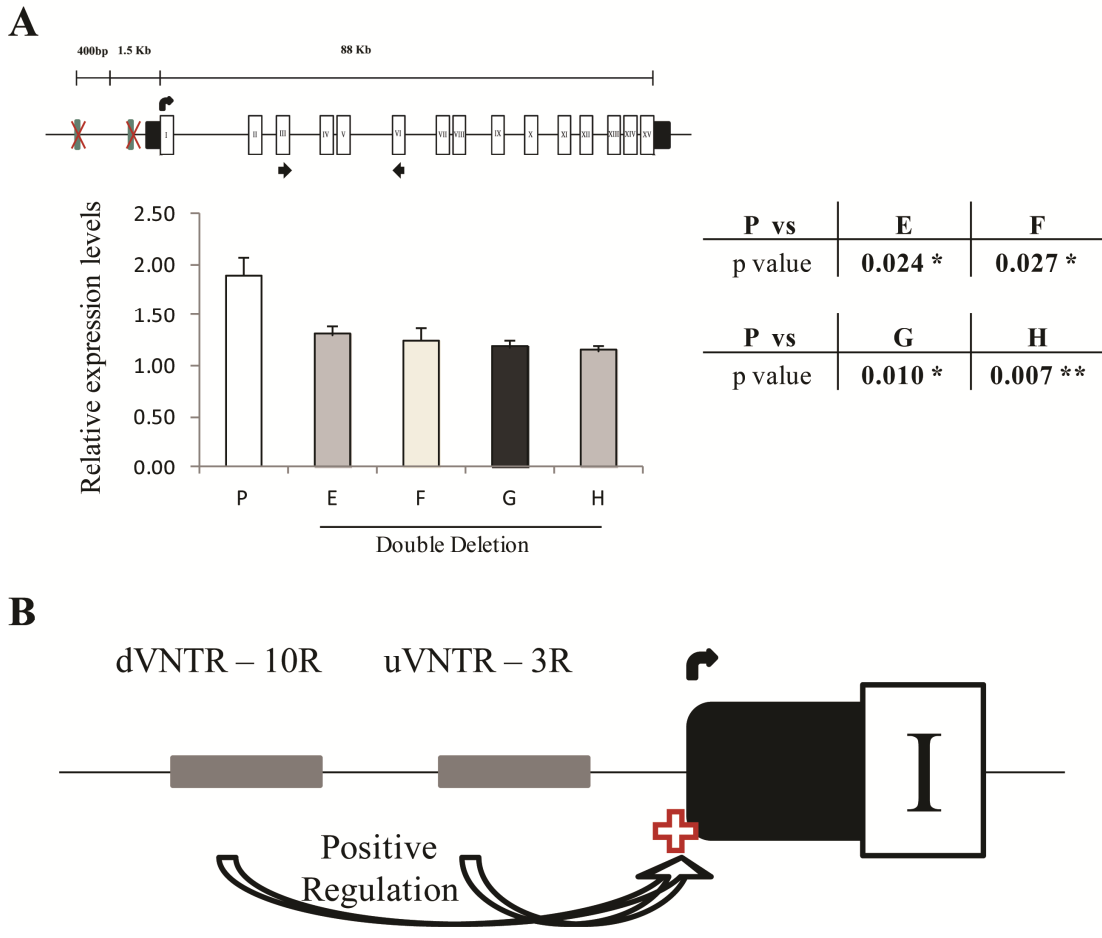 A
400bp 1.5 Kb 88 Kb
I II III IV V VI VII VIII IX X XI XII XIII XIV XV
Relative expression levels
2.50
2.00
1.50
1.00
0.50
0.00
P E F G H
Double Deletion
P vs E F
p value 0.024 * 0.027 *
P vs G H
p value 0.010 * 0.007 **
B
dVNTR – 10R uVNTR – 3R
I
Positive
Regulation